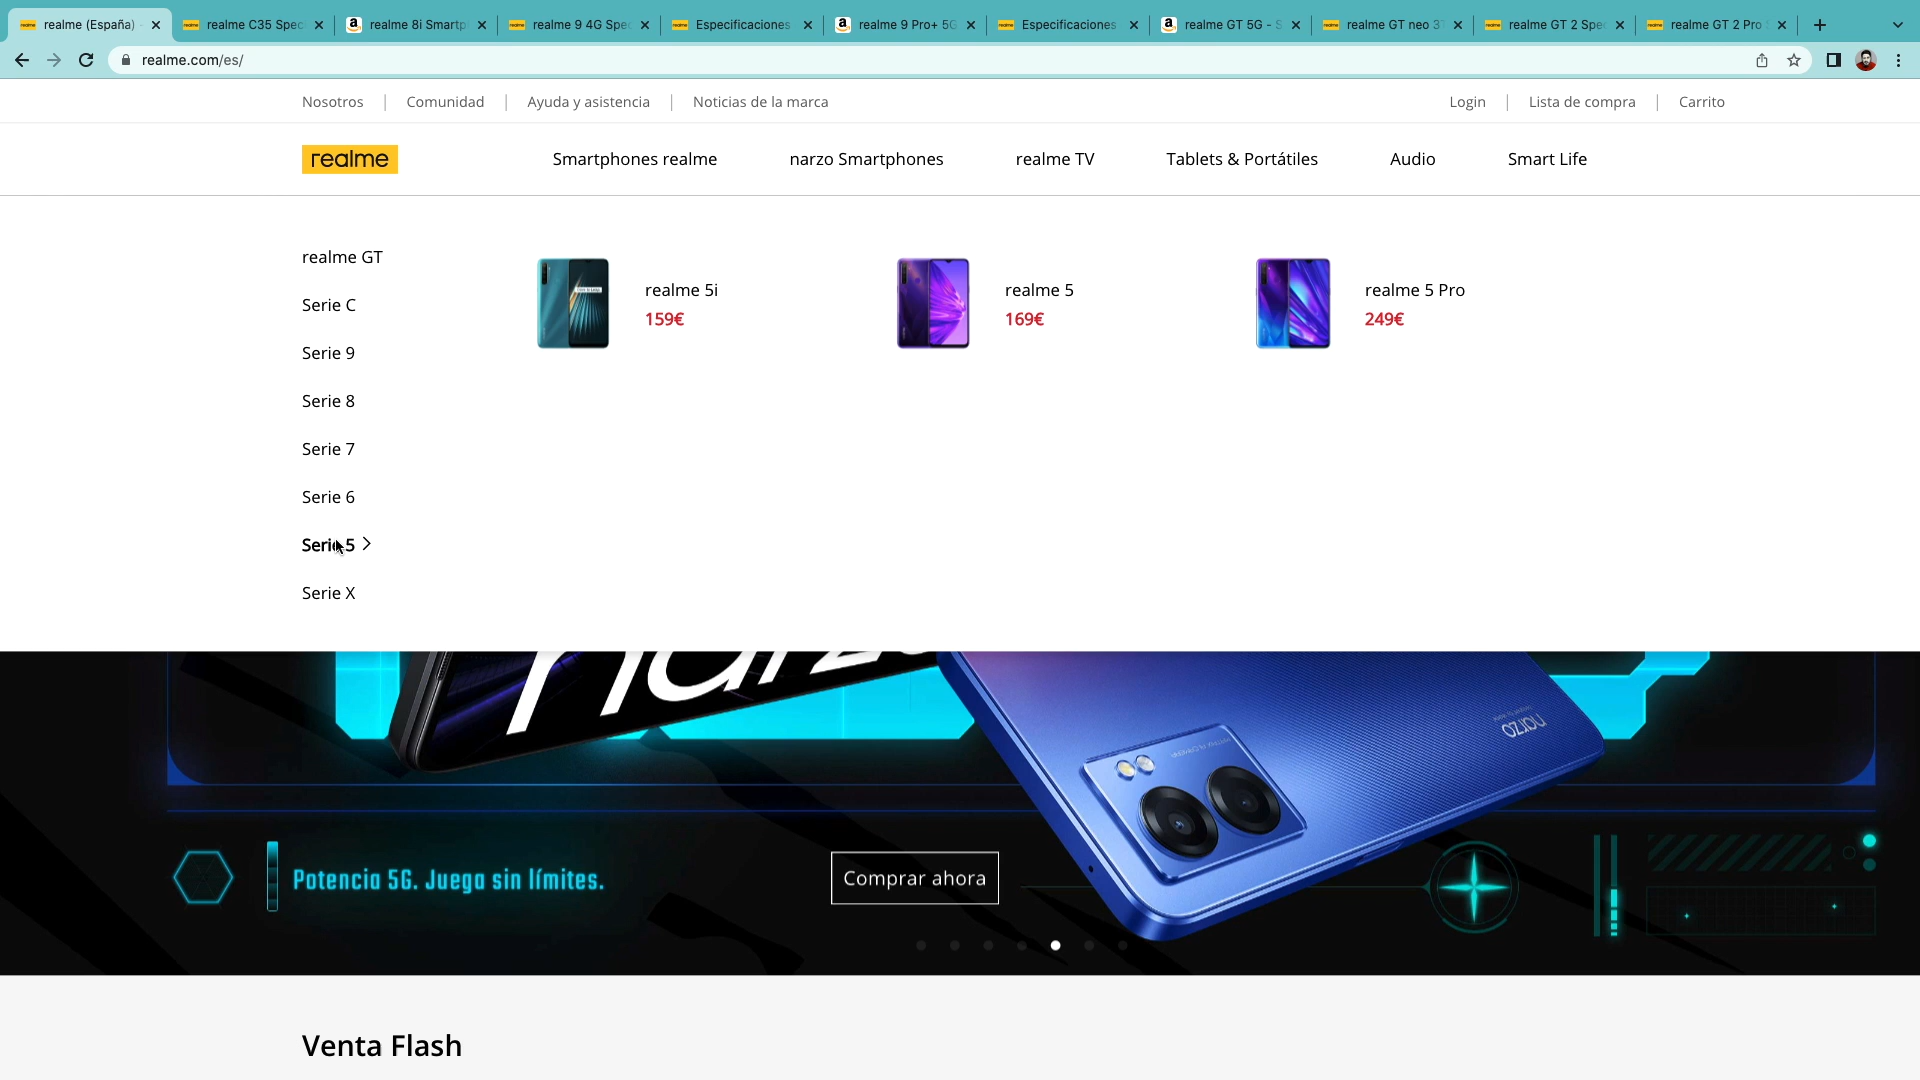 realme (España)
realme C35 Spec
realme 8i Smartp
realme 9 4G Spec
Especificaciones
realme 9 Pro+ 5G
Especificaciones
realme GT 5G - S
realme GT neo 3T
realme GT 2 Spec
realme GT 2 Pro
realme.com/es/
Nosotros
Comunidad
Ayuda y asistencia
Noticias de la marca
Login
Lista de compra
Carrito
realme
Smartphones realme
narzo Smartphones
realme TV
Tablets & Portátiles
Audio
Smart Life
realme GT
Serie C
Serie 9
Serie 8
Serie 7
Serie 6
Serie 5
Serie X
realme 5i
159€
realme 5
169€
realme 5 Pro
249€
narzo
narzo
Potencia 5G. Juega sin límites.
Comprar ahora
Venta Flash